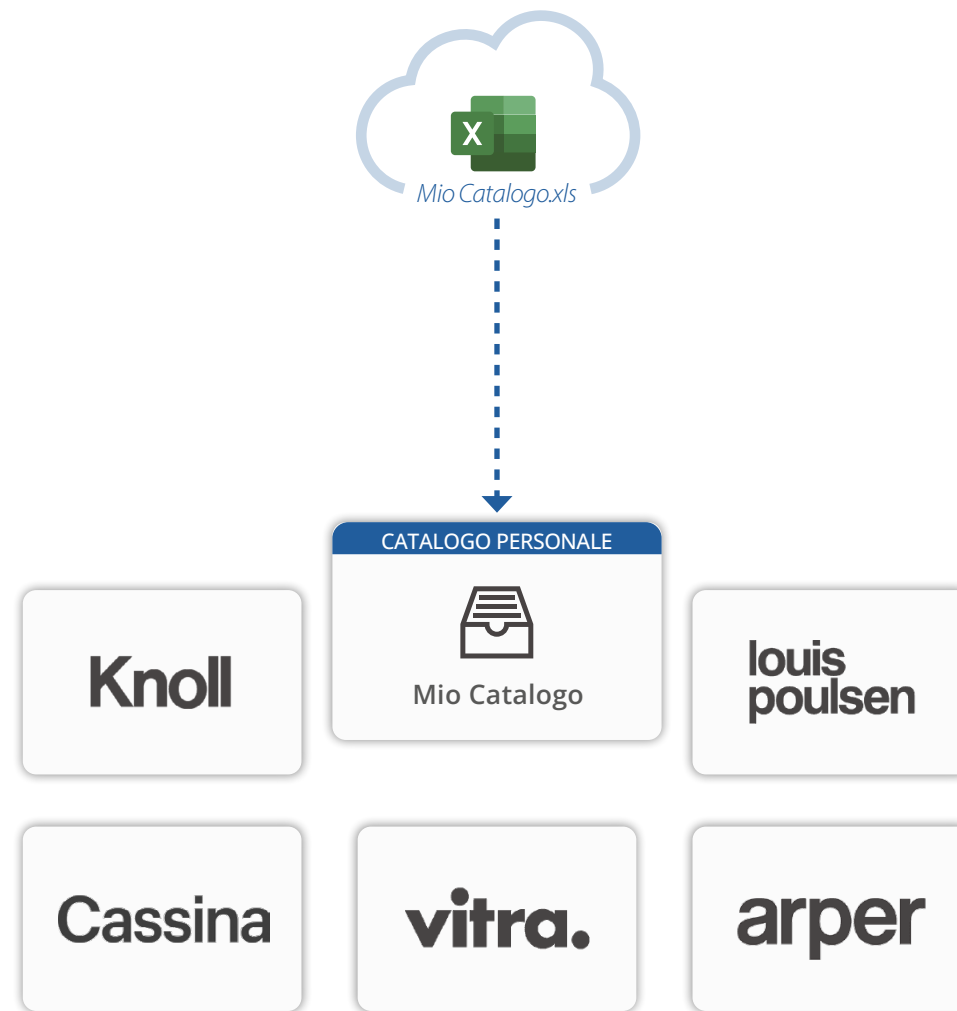 X
Mio Catalogo.xls
CATALOGO PERSONALE
Mio Catalogo
Knoll
louis
poulsen
Cassina
vitra.
arper